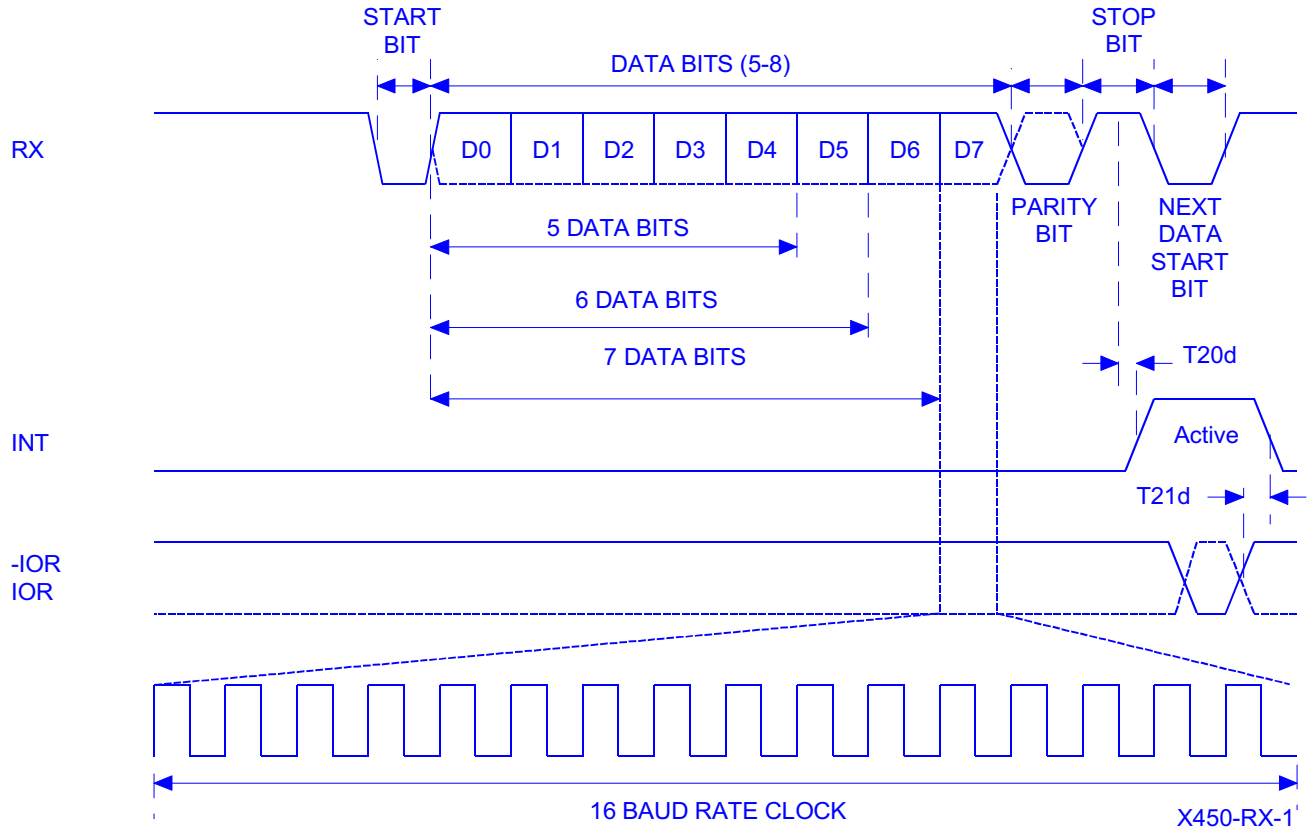 START
BIT
DATA BITS (5-8)
STOP
BIT
RX
D0 D1 D2 D3 D4 D5 D6 D7
PARITY
BIT
NEXT
DATA
START
BIT
5 DATA BITS
6 DATA BITS
7 DATA BITS
T20d
INT
Active
T21d
-IOR
IOR
16 BAUD RATE CLOCK
X450-RX-1